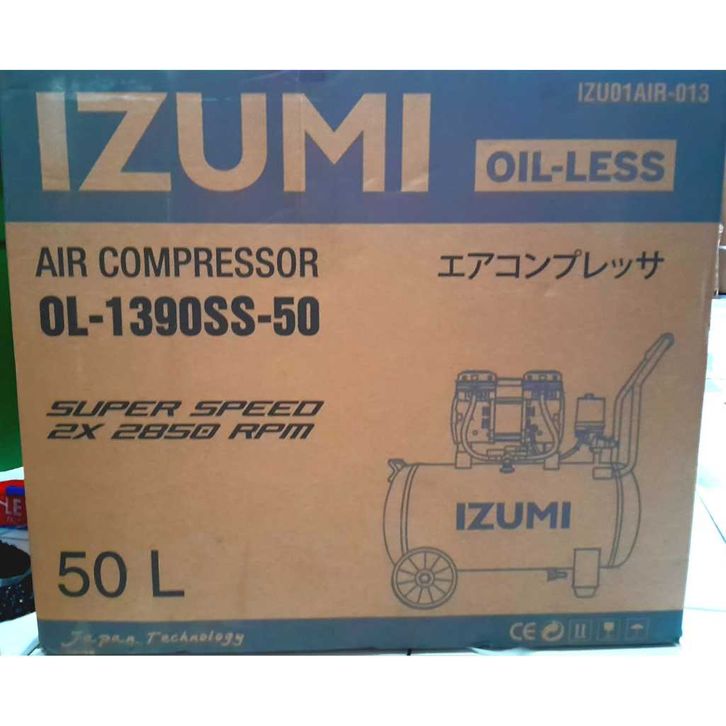 IZUMI
IZU01AIR-013
OIL-LESS
AIR COMPRESSOR
エアコンプレッサ
OL-1390SS-50
SUPER SPEED
2X 2850 RPM
IZUMI
50 L
Japan Technology
CE